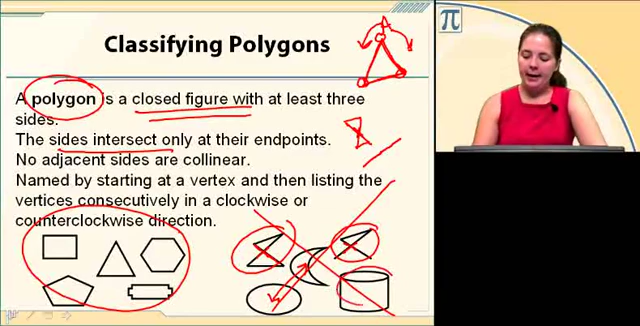 Classifying Polygons
π
A
A polygon is a closed figure with at least three
sides.
The sides intersect only at their endpoints.
No adjacent sides are collinear.
Named by starting at a vertex and then listing the
vertices consecutively in a clockwise or
counterclockwise direction.